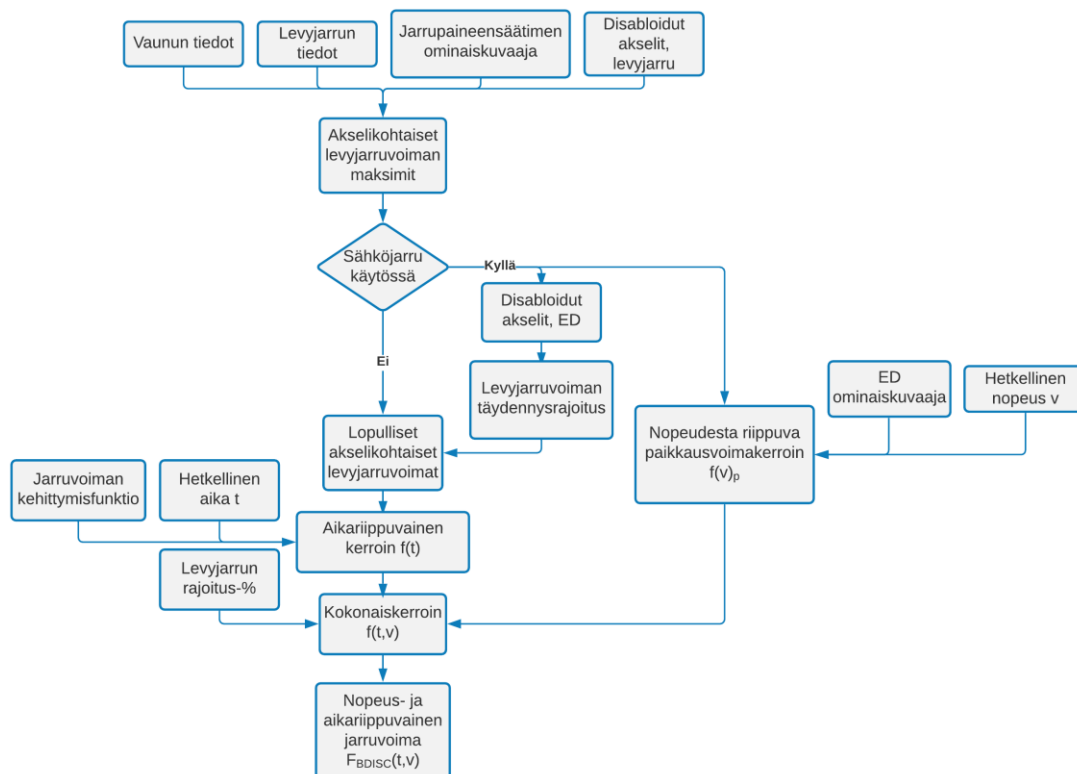 Vaunun tiedot
Levyjarrun
tiedot
Jarrupaineensäätimen
ominaiskuvaaja
Disabloidut
akselit,
levyjarru
Akselikohtaiset
levyjarruvoiman
maksimit
Sähköjarru
käytössä
Kyllä
Ei
Disabloidut
akselit, ED
Levyjarruvoiman
täydennysrajoitus
ED
ominaiskuvaaja
Hetkellinen
nopeus v
Nopeudesta riippuva
paikkausvoimakerroin
f(v)p
Lopulliset
akselikohtaiset
levyjarruvoimat
Jarruvoiman
kehittymisfunktio
Hetkellinen
aika t
Aikariippuvainen
kerroin f(t)
Levyjarrun
rajoitus-%
Kokonaiskerroin
f(t,v)
Nopeus- ja
aikariippuvainen
jarruvoima
FBDISC(t,v)